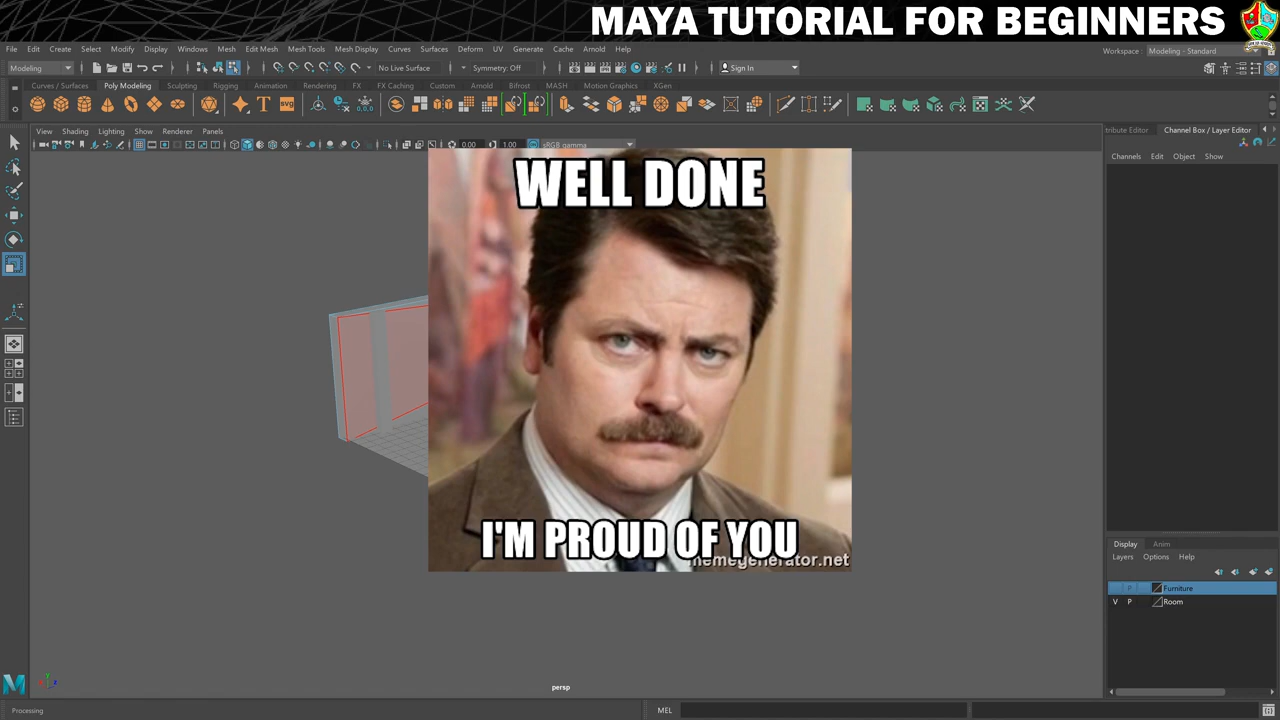 MAYA TUTORIAL FOR BEGINNERS
File Edit Create Select Modify Display Windows Mesh Edit Mesh Mesh Tools Mesh Display Curves Surfaces Deform UV Generate Cache Arnold Help
Workspace : Modeling - Standard
Modeling No Live Surface Symmetry: Off Sign In
Curves / Surfaces Poly Modeling Sculpting Rigging Animation Rendering FX FX Caching Custom Arnold Bifrost MASH Motion Graphics XGen
View Shading Lighting Show Renderer Panels
tribute Editor Channel Box / Layer Editor
0.00 1.00 sRGB gamma
Channels Edit Object Show
WELL DONE
I'M PROUD OF YOU
memegenerator.net
Display Anim
Layers Options Help
P Furniture
V P Room
persp
Processing
MEL